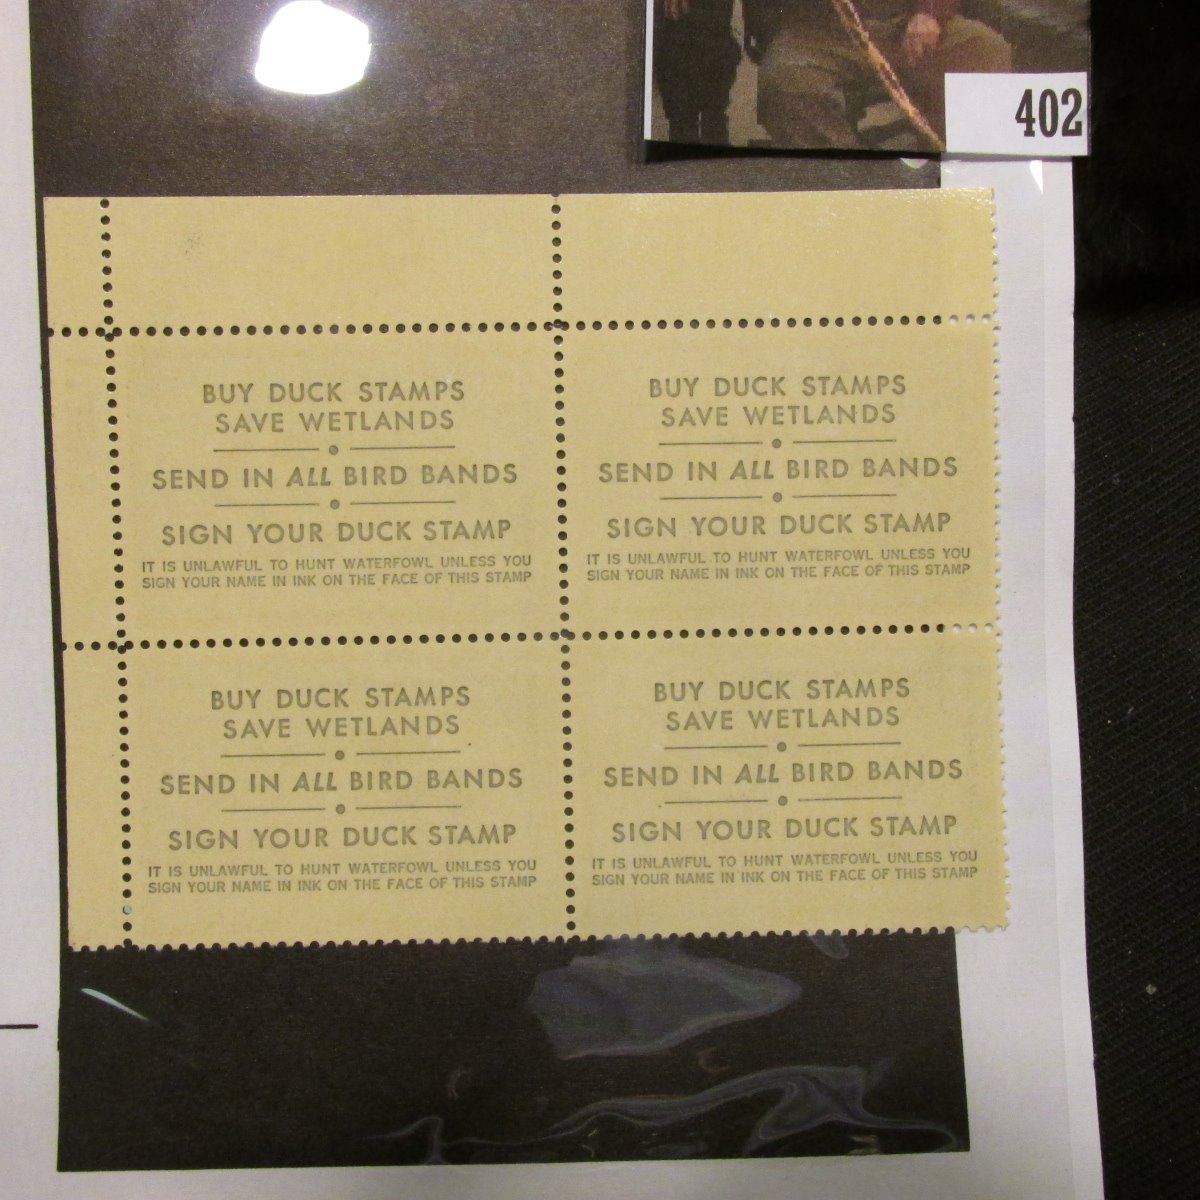 402
BUY DUCK STAMPS
SAVE WETLANDS
SEND IN ALL BIRD BANDS
SIGN YOUR DUCK STAMP
IT IS UNLAWFUL TO HUNT WATERFOWL UNLESS YOU
SIGN YOUR NAME IN INK ON THE FACE OF THIS STAMP
BUY DUCK STAMPS
SAVE WETLANDS
SEND IN ALL BIRD BANDS
SIGN YOUR DUCK STAMP
IT IS UNLAWFUL TO HUNT WATERFOWL UNLESS YOU
SIGN YOUR NAME IN INK ON THE FACE OF THIS STAMP
BUY DUCK STAMPS
SAVE WETLANDS
SEND IN ALL BIRD BANDS
SIGN YOUR DUCK STAMP
IT IS UNLAWFUL TO HUNT WATERFOWL UNLESS YOU
SIGN YOUR NAME IN INK ON THE FACE OF THIS STAMP
BUY DUCK STAMPS
SAVE WETLANDS
SEND IN ALL BIRD BANDS
SIGN YOUR DUCK STAMP
IT IS UNLAWFUL TO HUNT WATERFOWL UNLESS YOU
SIGN YOUR NAME IN INK ON THE FACE OF THIS STAMP